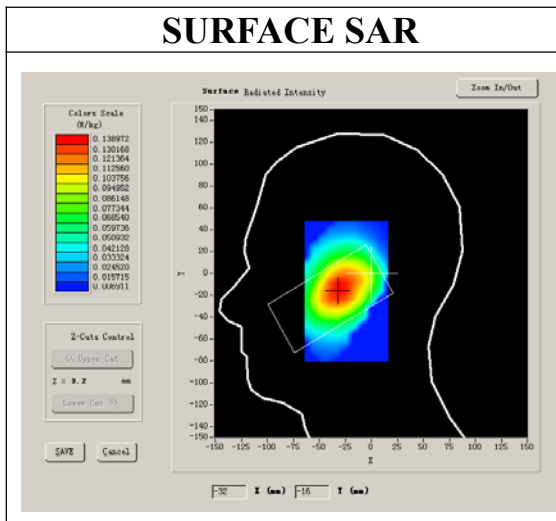 SURFACE SAR
Surface Radiated Intensity
Zoom In/Out
Colors Scale
(W/kg)
0.138972
0.130168
0.121364
0.112560
0.103756
0.094952
0.086148
0.077344
0.068540
0.059736
0.050932
0.042128
0.033324
0.024520
0.015715
0.006911
Z-Cuts Control
<< Upper Cut
Z = 3.2 mm
Lower Cut >>
SAVE Cancel
150
140
120
100
80
60
40
20
0
-20
-40
-60
-80
-100
-120
-140
-150
Y
-150 -125 -100 -75 -50 -25 0 25 50 75 100 125 150
X
-32 X (mm) -16 Y (mm)